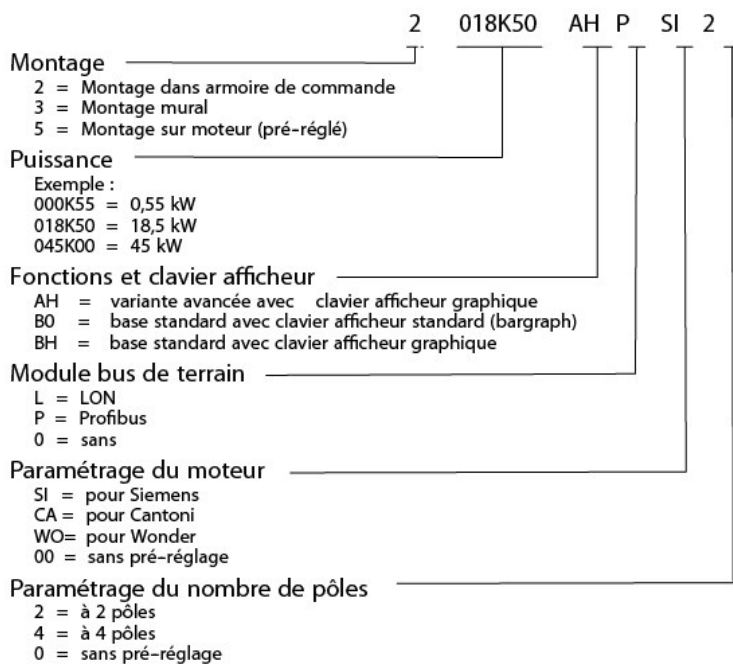 2 018K50 AH P SI 2
Montage
2 = Montage dans armoire de commande
3 = Montage mural
5 = Montage sur moteur (pré-réglé)
Puissance
Exemple :
000K55 = 0,55 kW
018K50 = 18,5 kW
045K00 = 45 kW
Fonctions et clavier afficheur
AH = variante avancée avec clavier afficheur graphique
B0 = base standard avec clavier afficheur standard (bargraph)
BH = base standard avec clavier afficheur graphique
Module bus de terrain
L = LON
P = Profibus
0 = sans
Paramétrage du moteur
SI = pour Siemens
CA = pour Cantoni
WO= pour Wonder
00 = sans pré-réglage
Paramétrage du nombre de pôles
2 = à 2 pôles
4 = à 4 pôles
0 = sans pré-réglage